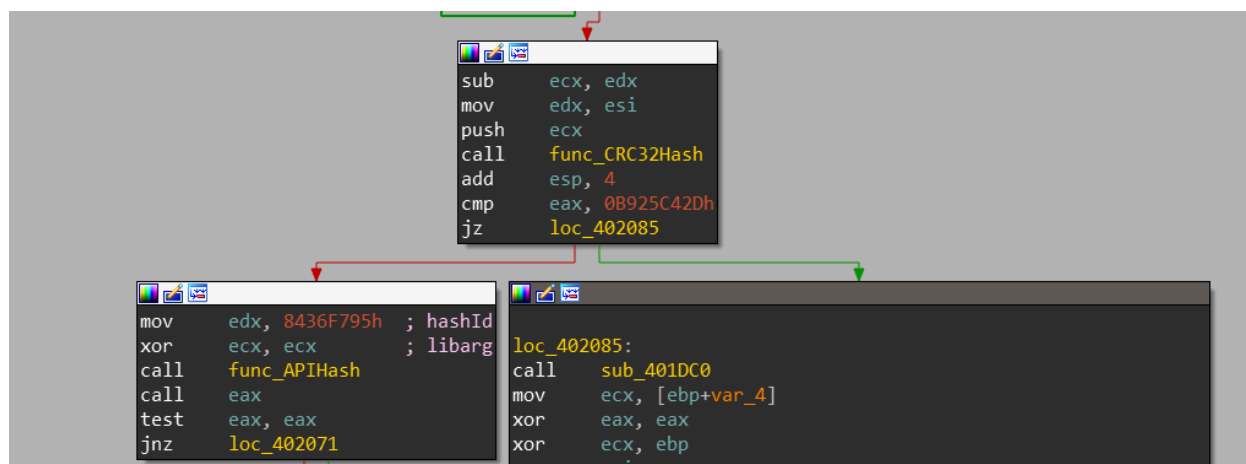 sub ecx, edx
mov edx, esi
push ecx
call func_CRC32Hash
add esp, 4
cmp eax, 0B925C42Dh
jz loc_402085
mov edx, 8436F795h ; hashId
xor ecx, ecx ; libarg
call func_APIHash
call eax
test eax, eax
jnz loc_402071
loc_402085:
call sub_401DC0
mov ecx, [ebp+var_4]
xor eax, eax
xor ecx, ebp